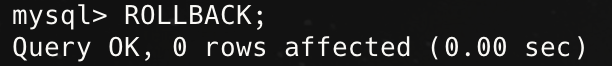 mysql> ROLLBACK;
Query OK, 0 rows affected (0.00 sec)